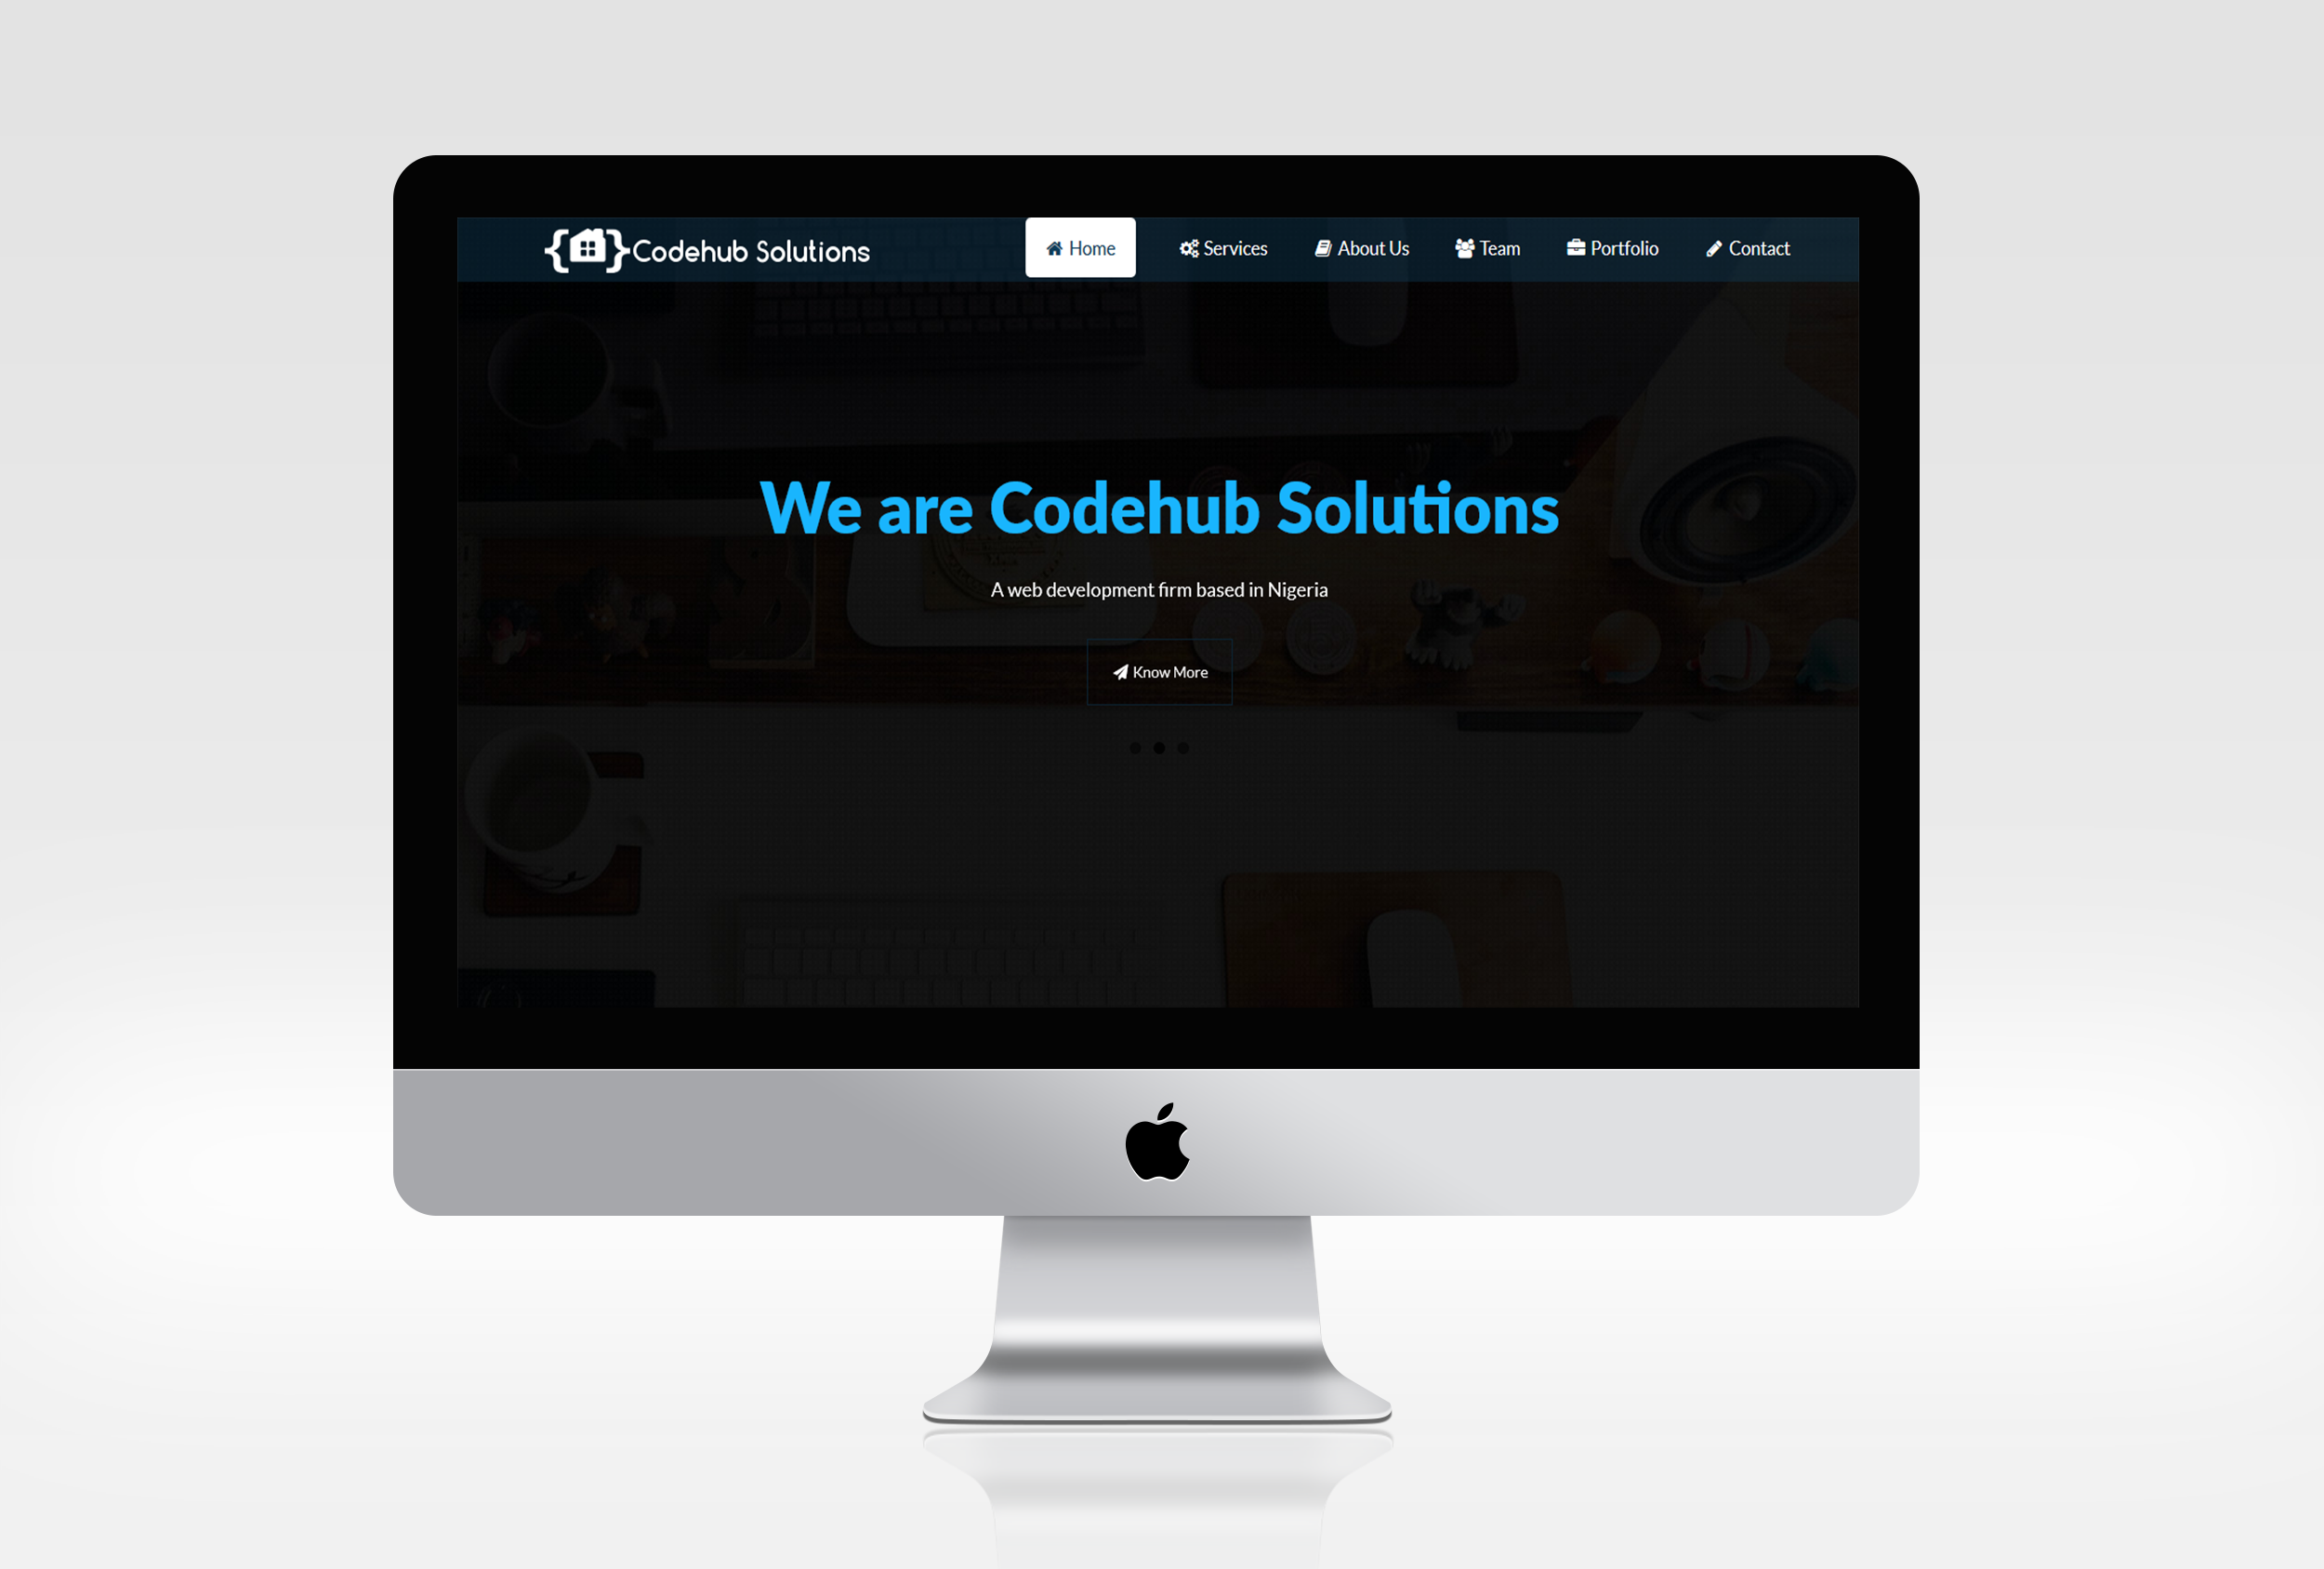 Codehub Solutions
Home Services About Us Team Portfolio Contact
We are Codehub Solutions
A web development firm based in Nigeria
Know More